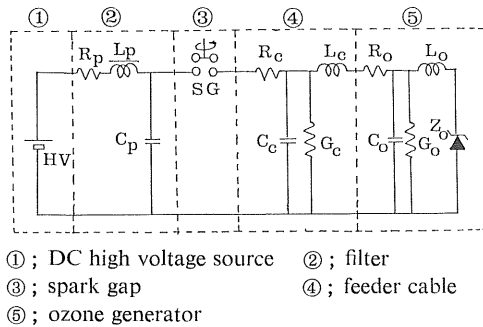 ① ② ③ ④ ⑤
Rp Lp Rc Lc Ro Lo
SG
HV Cp Cc Gc Co Go Zo
① ; DC high voltage source ② ; filter
③ ; spark gap ④ ; feeder cable
⑤ ; ozone generator